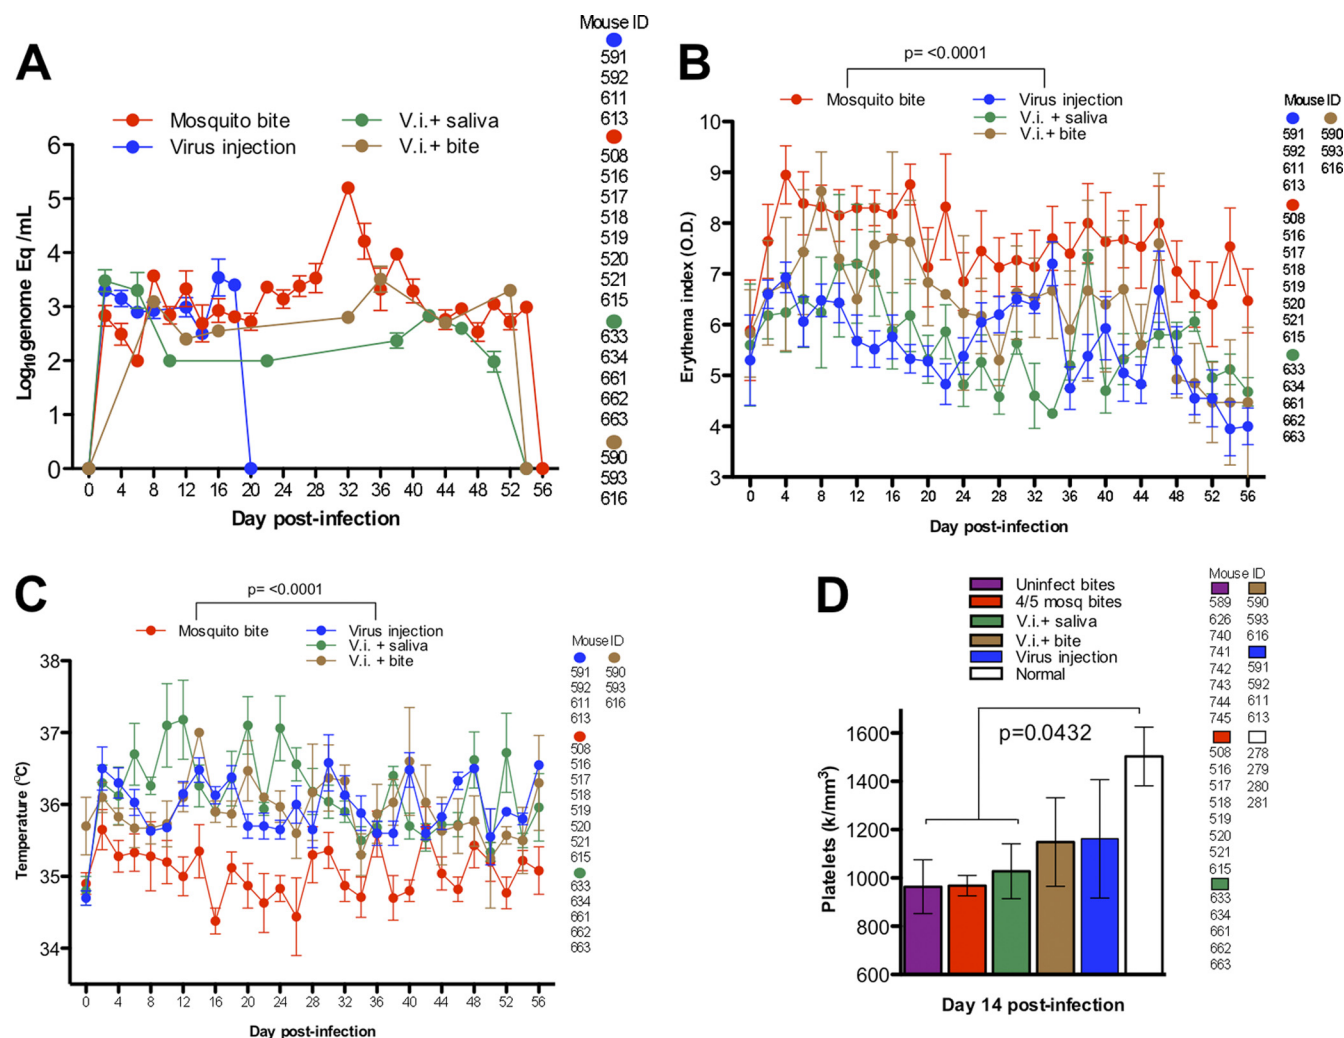 A
Mosquito bite
Virus injection
V.i.+ saliva
V.i.+ bite
Log10genome Eq /mL
6
5
4
3
2
1
0
0 4 8 12 16 20 24 28 32 36 40 44 48 52 56
Day post-infection
Mouse ID
591
592
611
613
508
516
517
518
519
520
521
615
633
634
661
662
663
590
593
616
B
p= <0.0001
Mosquito bite
Virus injection
V.i. + saliva
V.i.+ bite
Erythema index (O.D.)
10
9
8
7
6
5
4
3
0 4 8 12 16 20 24 28 32 36 40 44 48 52 56
Day post-infection
Mouse ID
591 590
592 593
611 616
613
508
516
517
518
519
520
521
615
633
634
661
662
663
C
p= <0.0001
Mosquito bite
Virus injection
V.i. + saliva
V.i. + bite
Temperature (°C)
38
37
36
35
34
0 4 8 12 16 20 24 28 32 36 40 44 48 52 56
Day post-infection
Mouse ID
591 590
592 593
611 616
613
508
516
517
518
519
520
521
615
633
634
661
662
663
D
Uninfect bites
4/5 mosq bites
V.i.+ saliva
V.i.+ bite
Virus injection
Normal
p=0.0432
Platelets (k/mm³)
1600
1400
1200
1000
800
600
Day 14 post-infection
Mouse ID
589 590
626 593
740 616
741
742 591
743 592
744 611
745 613
508 278
516 279
517 280
518 281
519
520
521
615
633
634
661
662
663